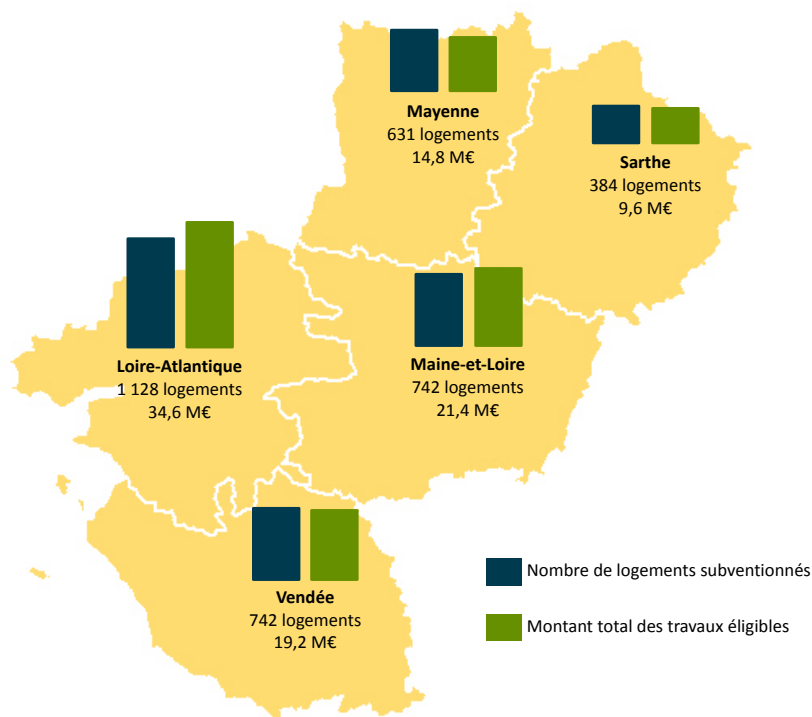 Mayenne
631 logements
14,8 M€
Sarthe
384 logements
9,6 M€
Loire-Atlantique
1 128 logements
34,6 M€
Maine-et-Loire
742 logements
21,4 M€
Vendée
742 logements
19,2 M€
Nombre de logements subventionnés
Montant total des travaux éligibles